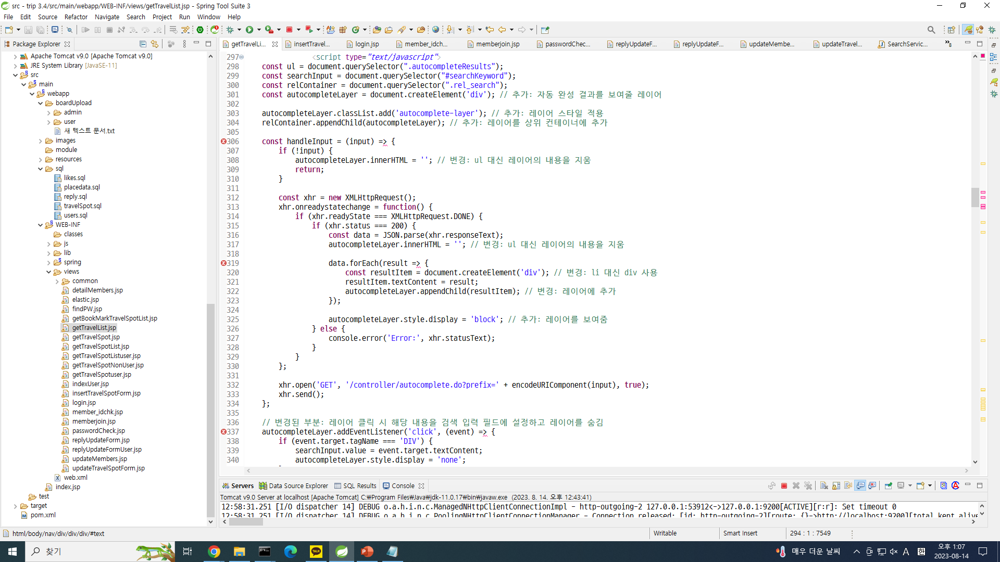 src - trip 3.4/src/main/webapp/WEB-INF/views/getTravelList.jsp - Spring Tool Suite 3
File Edit Source Refactor Navigate Search Project Run Window Help
Package Explorer
getTravelLi... insertTravel... login.jsp member_idch... memberjoin.jsp passwordChec... replyUpdateF... replyUpdateF... updateMembe... updateTravel... SearchServic... »8
Apache Tomcat v9.0 [Apache Tomcat v9.0]
JRE System Library [JavaSE-11]
src
main
webapp
boardUpload
admin
user
새 텍스트 문서.txt
images
module
resources
sql
likes.sql
placedata.sql
reply.sql
travelSpot.sql
users.sql
WEB-INF
classes
js
lib
spring
views
common
detailMembers.jsp
elastic.jsp
findPW.jsp
getBookMarkTravelSpotList.jsp
getTravelList.jsp
getTravelSpot.jsp
getTravelSpotList.jsp
getTravelSpotListuser.jsp
getTravelSpotNonUser.jsp
getTravelSpotuser.jsp
indexUser.jsp
insertTravelSpotForm.jsp
login.jsp
member_idchk.jsp
memberjoin.jsp
passwordCheck.jsp
replyUpdateForm.jsp
replyUpdateFormUser.jsp
updateMembers.jsp
updateTravelSpotForm.jsp
web.xml
index.jsp
test
target
pom.xml
297 <script type="text/javascript">
298 const ul = document.querySelector(".autocompleteResults");
299 const searchInput = document.querySelector("#searchKeyword");
300 const relContainer = document.querySelector(".rel_search");
301 const autocompleteLayer = document.createElement('div'); // 추가: 자동 완성 결과를 보여줄 레이어
302
303 autocompleteLayer.classList.add('autocomplete-layer'); // 추가: 레이어 스타일 적용
304 relContainer.appendChild(autocompleteLayer); // 추가: 레이어를 상위 컨테이너에 추가
305
306 const handleInput = (input) => {
307 if (!input) {
308 autocompleteLayer.innerHTML = ''; // 변경: ul 대신 레이어의 내용을 지움
309 return;
310 }
311
312 const xhr = new XMLHttpRequest();
313 xhr.onreadystatechange = function() {
314 if (xhr.readyState === XMLHttpRequest.DONE) {
315 if (xhr.status === 200) {
316 const data = JSON.parse(xhr.responseText);
317 autocompleteLayer.innerHTML = ''; // 변경: ul 대신 레이어의 내용을 지움
318
319 data.forEach(result => {
320 const resultItem = document.createElement('div'); // 변경: li 대신 div 사용
321 resultItem.textContent = result;
322 autocompleteLayer.appendChild(resultItem); // 변경: 레이어에 추가
323 });
324
325 autocompleteLayer.style.display = 'block'; // 추가: 레이어를 보여줌
326 } else {
327 console.error('Error:', xhr.statusText);
328 }
329 }
330 };
331
332 xhr.open('GET', '/controller/autocomplete.do?prefix=' + encodeURIComponent(input), true);
333 xhr.send();
334 };
335
336 // 변경된 부분: 레이어 클릭 시 해당 내용을 검색 입력 필드에 설정하고 레이어를 숨김
337 autocompleteLayer.addEventListener('click', (event) => {
338 if (event.target.tagName === 'DIV') {
339 searchInput.value = event.target.textContent;
340 autocompleteLayer.style.display = 'none';
Servers Data Source Explorer SQL Results Console
Tomcat v9.0 Server at localhost [Apache Tomcat] C:₩Program Files₩Java₩jdk-11.0.17₩bin₩javaw.exe (2023. 8. 14. 오후 12:43:41)
12:58:31.251 [I/O dispatcher 14] DEBUG o.a.h.i.n.c.ManagedNHttpClientConnectionImpl - http-outgoing-2 127.0.0.1:53912<->127.0.0.1:9200[ACTIVE][r:r]: Set timeout 0
12:58:31.251 [I/O dispatcher 14] DEBUG o.a.h.i.n.c.PoolingNHttpClientConnectionManager - Connection released: [id: http-outgoing-2][route: {}->http://localhost:9200][total kept alive
html/body/nav/div/div/div/#text
Writable
Smart Insert
294 : 1 : 7549
찾기
TALK
매우 더운 날씨
A
한
오후 1:07
2023-08-14